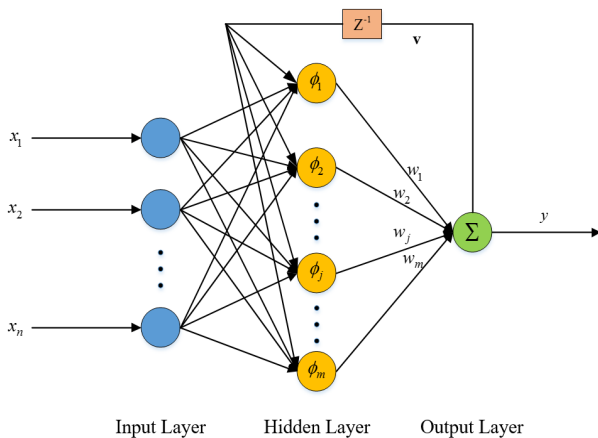 Z⁻¹
v
ϕ₁
x₁
w₁
ϕ₂
w₂
x₂
wⱼ
Σ
y
wₘ
ϕⱼ
xₙ
ϕₘ
Input Layer Hidden Layer Output Layer